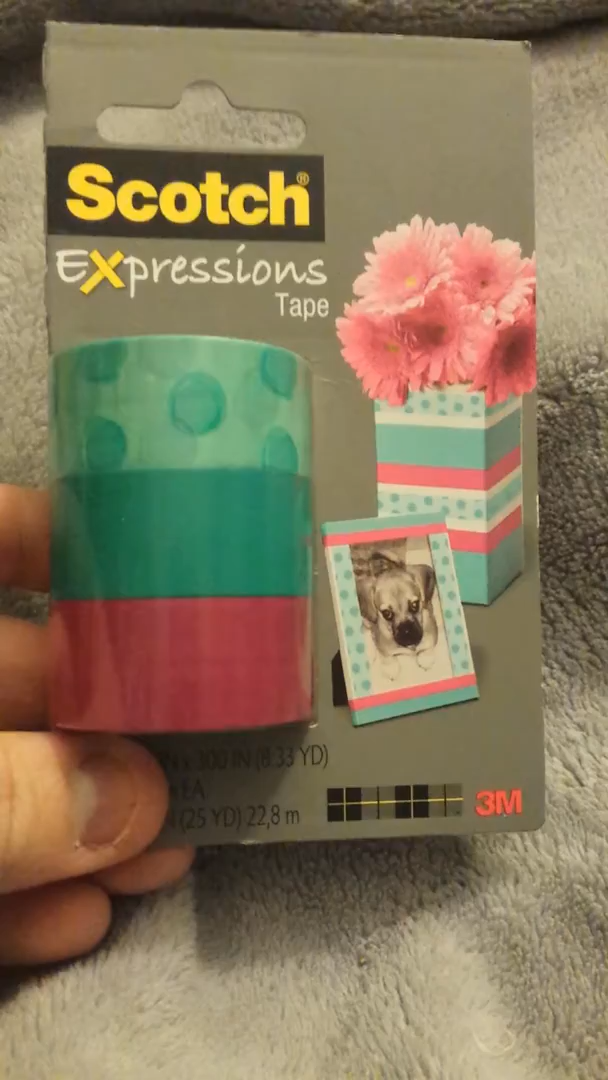 Scotch®
Expressions
Tape
x 300 IN (8.33 YD)
EA
(25 YD) 22,8 m
3M